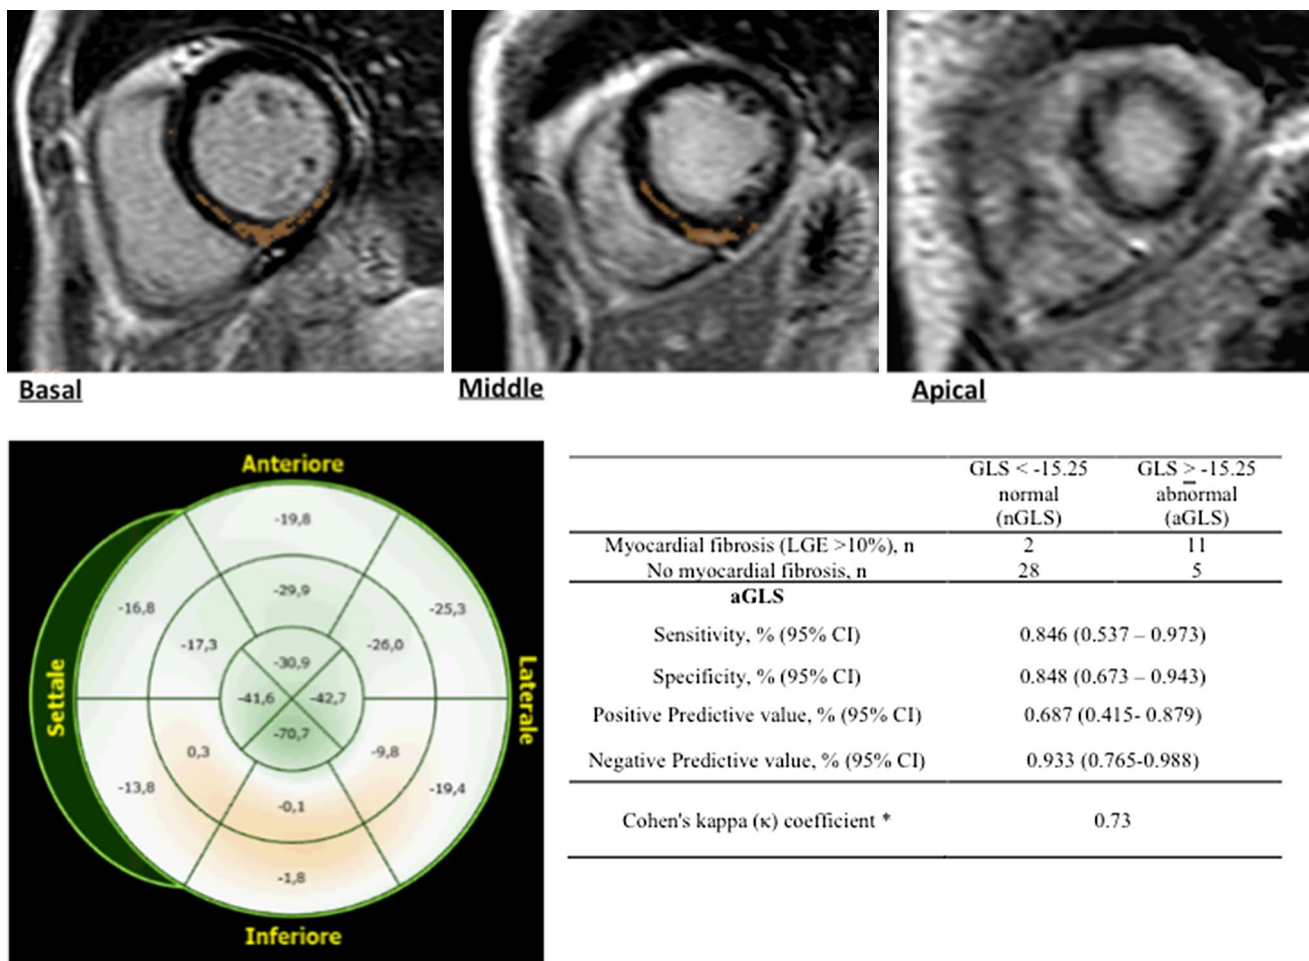 Basal
Middle
Apical
Anteriore
-19,8
-16,8
-25,3
-29,9
-17,3
-26,0
-30,9
Settale
-41,6
-42,7
Laterale
-70,7
0,3
-9,8
-13,8
-19,4
-0,1
-1,8
Inferiore
GLS < -15.25 GLS ≥ -15.25
normal abnormal
(nGLS) (aGLS)
Myocardial fibrosis (LGE >10%), n 2 11
No myocardial fibrosis, n 28 5
aGLS
Sensitivity, % (95% CI) 0.846 (0.537 – 0.973)
Specificity, % (95% CI) 0.848 (0.673 – 0.943)
Positive Predictive value, % (95% CI) 0.687 (0.415- 0.879)
Negative Predictive value, % (95% CI) 0.933 (0.765-0.988)
Cohen's kappa (κ) coefficient * 0.73